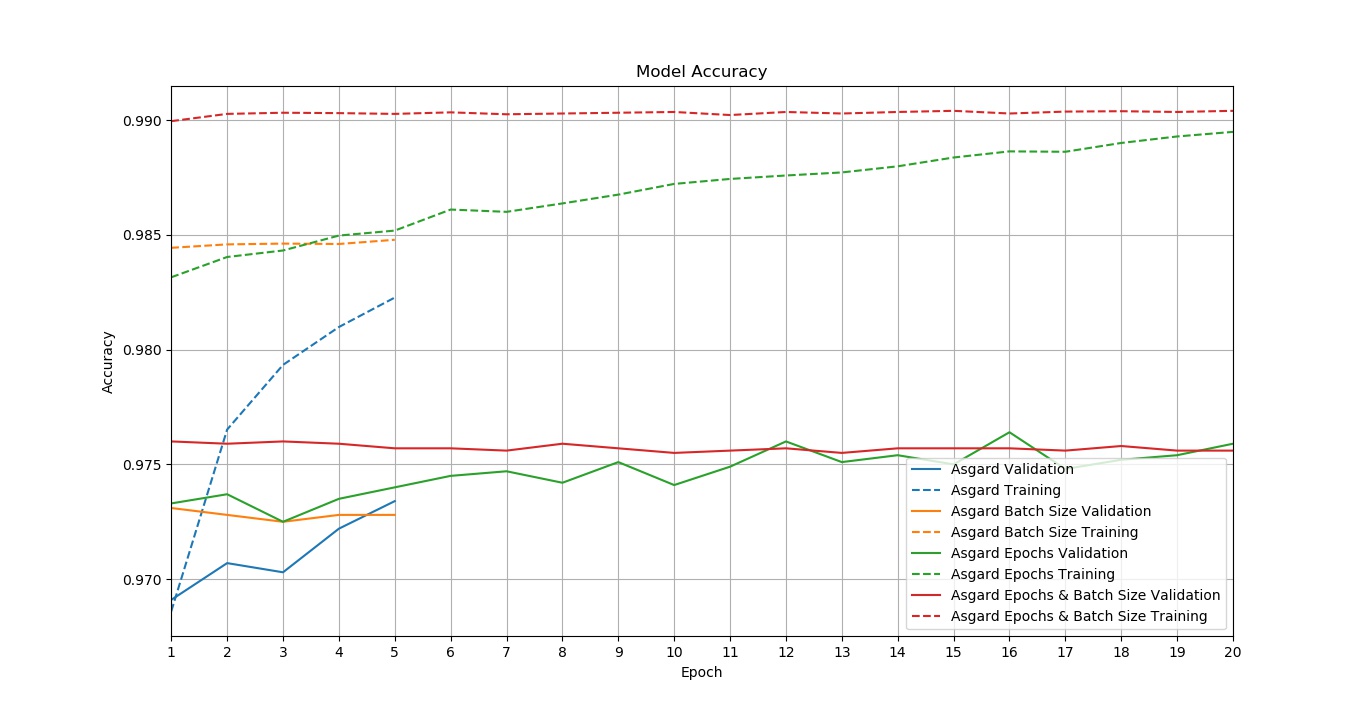 Model Accuracy
0.990
0.985
0.980
0.975
0.970
Accuracy
1 2 3 4 5 6 7 8 9 10 11 12 13 14 15 16 17 18 19 20
Epoch
Asgard Validation
Asgard Training
Asgard Batch Size Validation
Asgard Batch Size Training
Asgard Epochs Validation
Asgard Epochs Training
Asgard Epochs & Batch Size Validation
Asgard Epochs & Batch Size Training